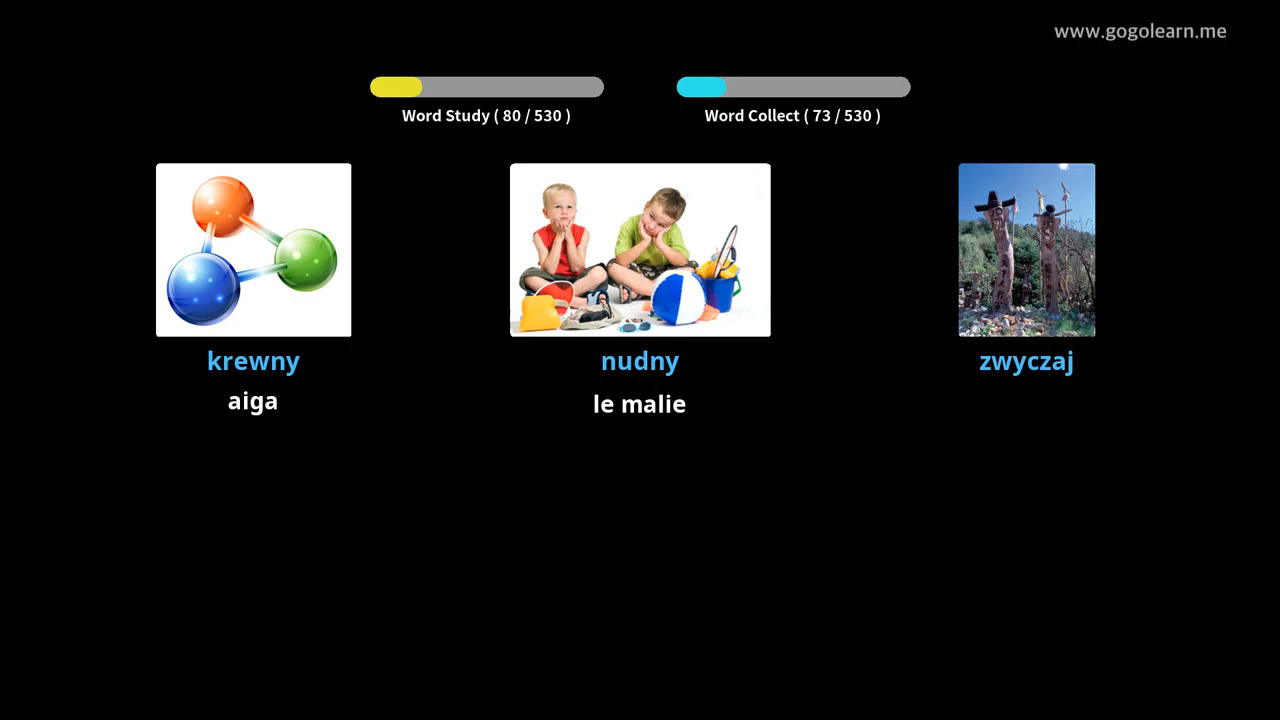 www.gogolearn.me
Word Study ( 80 / 530 )
Word Collect ( 73 / 530 )
krewny
nudny
zwyczaj
aiga
le malie